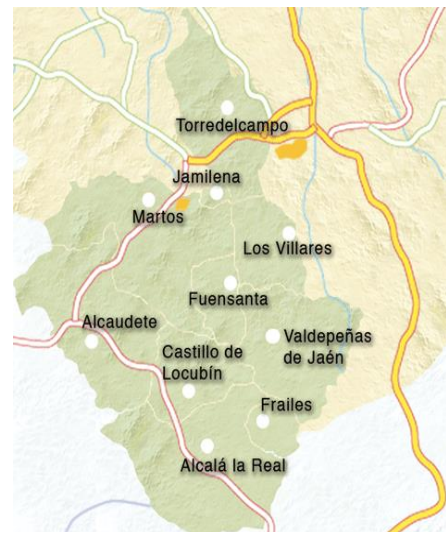 Torredelcampo
Jamilena
Martos
Los Villares
Fuensanta
Alcaudete
Valdepeñas
de Jaén
Castillo de
Locubín
Frailes
Alcalá la Real